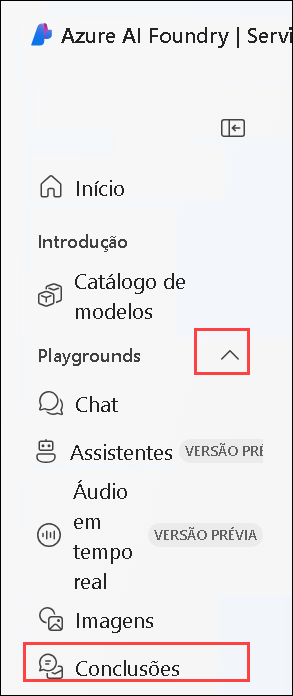 Azure AI Foundry | Servi
Início
Introdução
Catálogo de
modelos
Playgrounds
Chat
Assistentes VERSÃO PRÉ
Áudio
em
tempo
real
VERSÃO PRÉVIA
Imagens
Conclusões